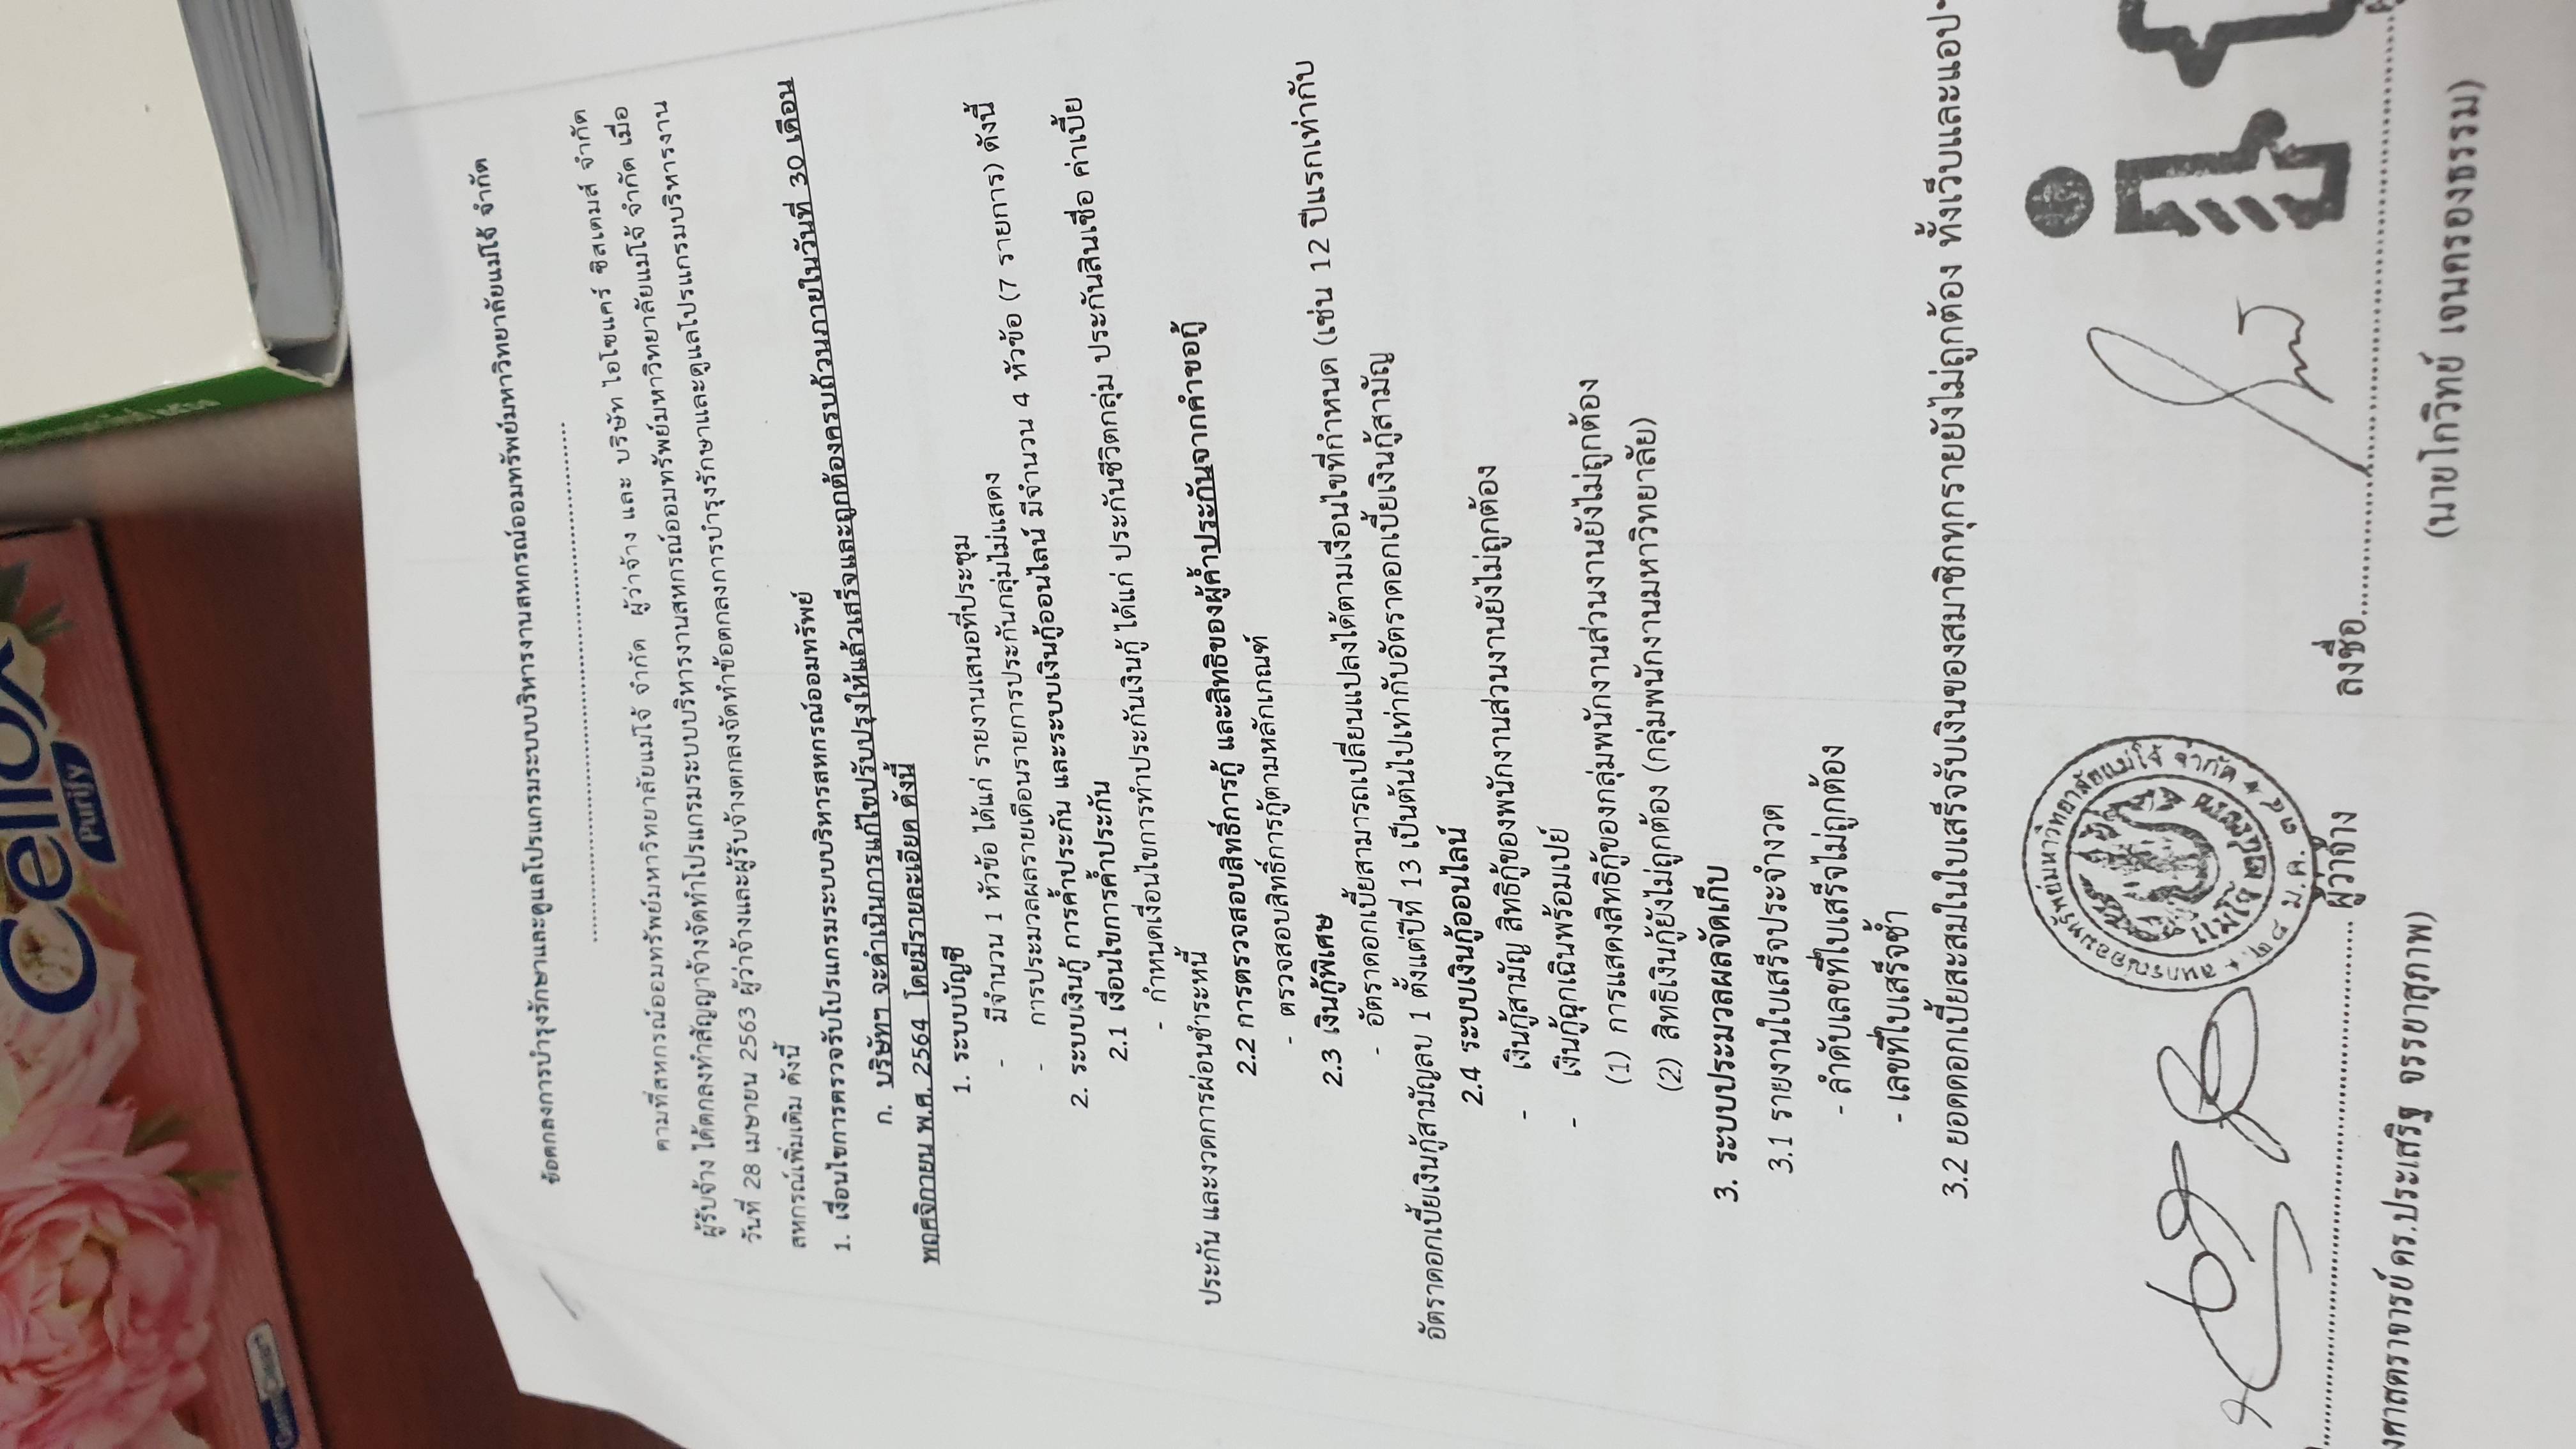 Cellox
Purify
ข้อตกลงการบำรุงรักษาและดูแลโปรแกรมระบบบริหารงานสหกรณ์ออมทรัพย์มหาวิทยาลัยแม่โจ้ จำกัด
ตามที่สหกรณ์ออมทรัพย์มหาวิทยาลัยแม่โจ้ จำกัด ผู้ว่าจ้าง และ บริษัท ไอโซแคร์ ซิสเตมส์ จำกัด
ผู้รับจ้าง ได้ตกลงทำสัญญาจ้างจัดทำโปรแกรมระบบบริหารงานสหกรณ์ออมทรัพย์มหาวิทยาลัยแม่โจ้ จำกัด เมื่อ
วันที่ 28 เมษายน 2563 ผู้ว่าจ้างและผู้รับจ้างตกลงจัดทำข้อตกลงการบำรุงรักษาและดูแลโปรแกรมบริหารงาน
สหกรณ์เพิ่มเติม ดังนี้
1. เงื่อนไขการตรวจรับโปรแกรมระบบบริหารสหกรณ์ออมทรัพย์
ก. บริษัทฯ จะดำเนินการแก้ไขปรับปรุงให้แล้วเสร็จและถูกต้องครบถ้วนภายในวันที่ 30 เดือน
พฤศจิกายน พ.ศ. 2564 โดยมีรายละเอียด ดังนี้
1. ระบบบัญชี
- มีจำนวน 1 หัวข้อ ได้แก่ รายงานเสนอที่ประชุม
- การประมวลผลรายเดือนรายการประกันกลุ่มไม่แสดง
2. ระบบเงินกู้ การค้ำประกัน และระบบเงินกู้ออนไลน์ มีจำนวน 4 หัวข้อ (7 รายการ) ดังนี้
2.1 เงื่อนไขการค้ำประกัน
- กำหนดเงื่อนไขการทำประกันเงินกู้ ได้แก่ ประกันชีวิตกลุ่ม ประกันสินเชื่อ ค่าเบี้ย
ประกัน และงวดการผ่อนชำระหนี้
2.2 การตรวจสอบสิทธิ์การกู้ และสิทธิของผู้ค้ำประกันจากคำขอกู้
- ตรวจสอบสิทธิ์การกู้ตามหลักเกณฑ์
2.3 เงินกู้พิเศษ
- อัตราดอกเบี้ยสามารถเปลี่ยนแปลงได้ตามเงื่อนไขที่กำหนด (เช่น 12 ปีแรกเท่ากับ
อัตราดอกเบี้ยเงินกู้สามัญลบ 1 ตั้งแต่ปีที่ 13 เป็นต้นไปเท่ากับอัตราดอกเบี้ยเงินกู้สามัญ
2.4 ระบบเงินกู้ออนไลน์
- เงินกู้สามัญ สิทธิกู้ของพนักงานส่วนงานยังไม่ถูกต้อง
- เงินกู้ฉุกเฉินพร้อมเปย์
(1) การแสดงสิทธิกู้ของกลุ่มพนักงานส่วนงานยังไม่ถูกต้อง
(2) สิทธิเงินกู้ยังไม่ถูกต้อง (กลุ่มพนักงานมหาวิทยาลัย)
3. ระบบประมวลผลจัดเก็บ
3.1 รายงานใบเสร็จประจำงวด
- ลำดับเลขที่ใบเสร็จไม่ถูกต้อง
- เลขที่ใบเสร็จซ้ำ
3.2 ยอดดอกเบี้ยสะสมในใบเสร็จรับเงินของสมาชิกทุกรายยังไม่ถูกต้อง ทั้งเว็บและแอป
สหกรณ์ออมทรัพย์มหาวิทยาลัยแม่โจ้ จำกัด
ผู้ว่าจ้าง
ลงชื่อ
ศาสตราจารย์ ดร.ประเสริฐ จรรยาสุภาพ)
(นายโกวิทย์ เจนครองธรรม)